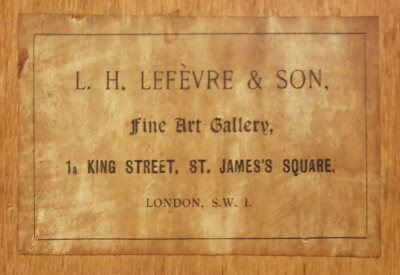 L. H. LEFÈVRE & SON,
Fine Art Gallery,
1A KING STREET, ST. JAMES'S SQUARE,
LONDON, S.W. 1.